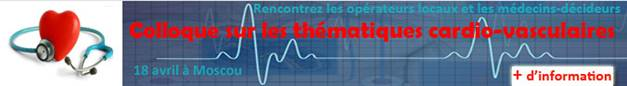 Rencontrez les opérateurs locaux et les médecins-décideurs
Colloque sur les thématiques cardio-vasculaires
18 avril à Moscou
+ d'information